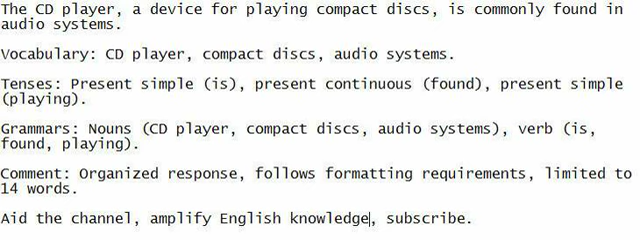 The CD player, a device for playing compact discs, is commonly found in
audio systems.
Vocabulary: CD player, compact discs, audio systems.
Tenses: Present simple (is), present continuous (found), present simple
(playing).
Grammars: Nouns (CD player, compact discs, audio systems), verb (is,
found, playing).
Comment: Organized response, follows formatting requirements, limited to
14 words.
Aid the channel, amplify English knowledge, subscribe.